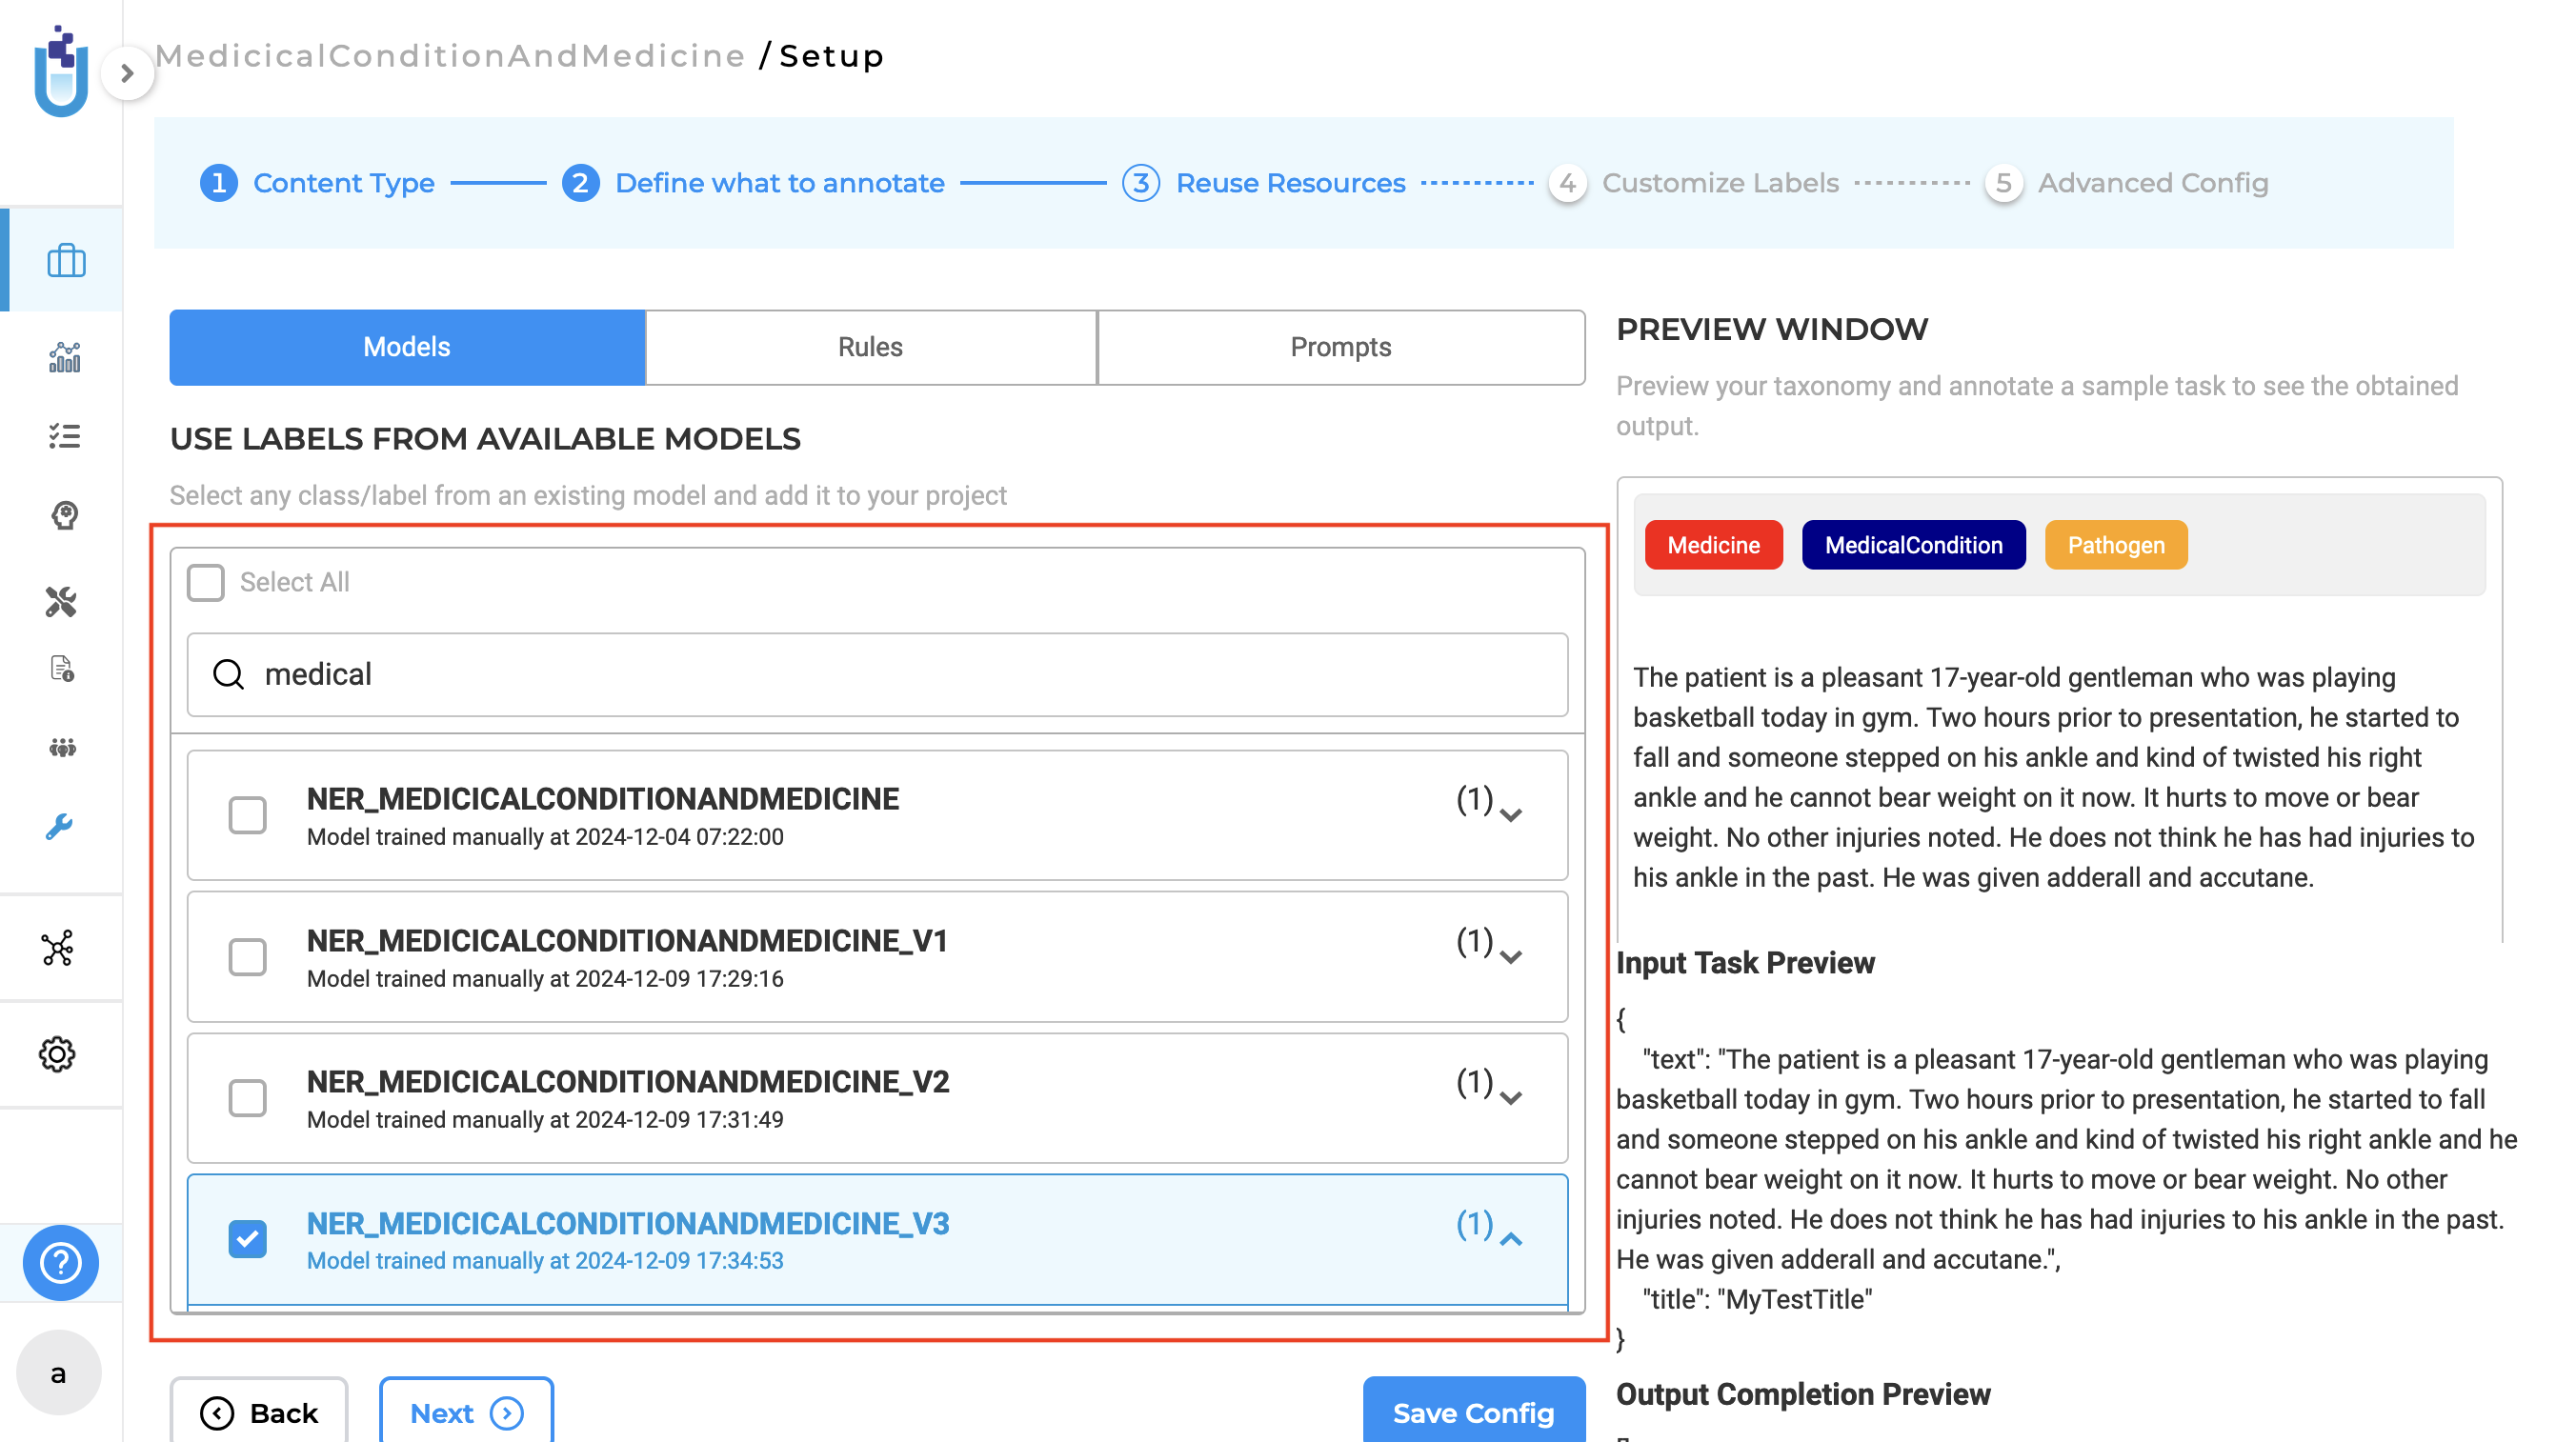 MedicicalConditionAndMedicine / Setup
1 Content Type
2 Define what to annotate
3 Reuse Resources
4 Customize Labels
5 Advanced Config
Models
Rules
Prompts
USE LABELS FROM AVAILABLE MODELS
Select any class/label from an existing model and add it to your project
Select All
medical
NER_MEDICICALCONDITIONANDMEDICINE
(1)
Model trained manually at 2024-12-04 07:22:00
NER_MEDICICALCONDITIONANDMEDICINE_V1
(1)
Model trained manually at 2024-12-09 17:29:16
NER_MEDICICALCONDITIONANDMEDICINE_V2
(1)
Model trained manually at 2024-12-09 17:31:49
NER_MEDICICALCONDITIONANDMEDICINE_V3
(1)
Model trained manually at 2024-12-09 17:34:53
Back
Next
Save Config
PREVIEW WINDOW
Preview your taxonomy and annotate a sample task to see the obtained
output.
Medicine
MedicalCondition
Pathogen
The patient is a pleasant 17-year-old gentleman who was playing
basketball today in gym. Two hours prior to presentation, he started to
fall and someone stepped on his ankle and kind of twisted his right
ankle and he cannot bear weight on it now. It hurts to move or bear
weight. No other injuries noted. He does not think he has had injuries to
his ankle in the past. He was given adderall and accutane.
Input Task Preview
{
"text": "The patient is a pleasant 17-year-old gentleman who was playing
basketball today in gym. Two hours prior to presentation, he started to fall
and someone stepped on his ankle and kind of twisted his right ankle and he
cannot bear weight on it now. It hurts to move or bear weight. No other
injuries noted. He does not think he has had injuries to his ankle in the past.
He was given adderall and accutane.",
"title": "MyTestTitle"
}
Output Completion Preview
?
a